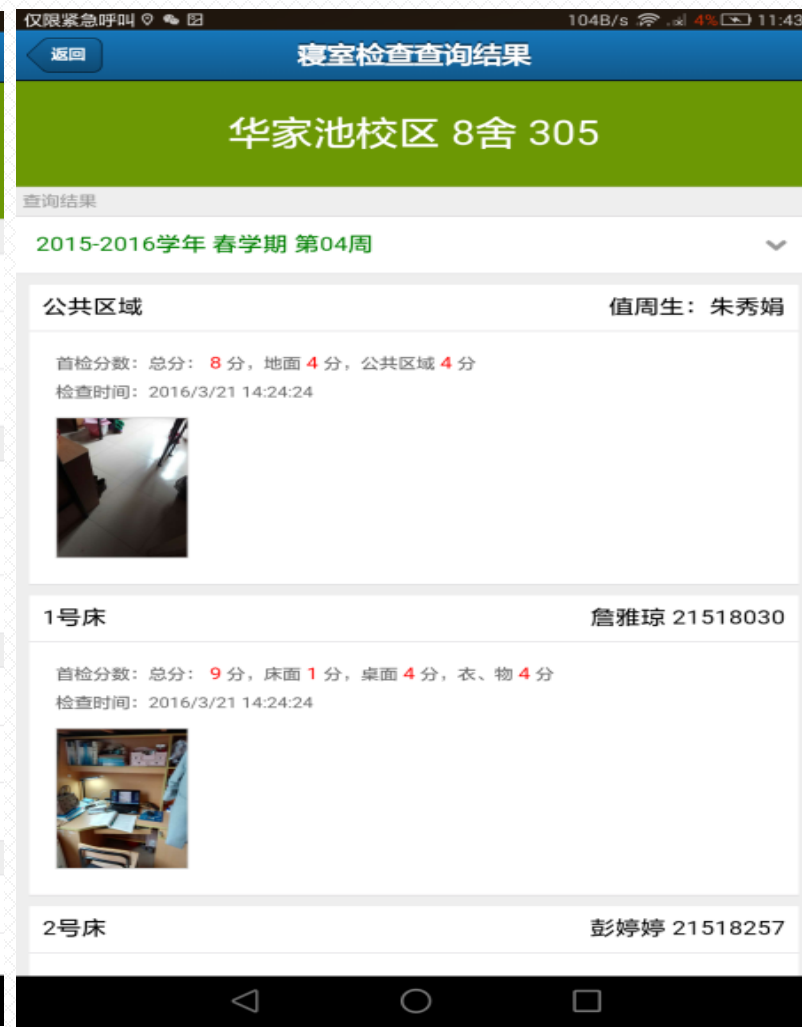 仅限紧急呼叫 104B/s 4% 11:43
返回 寝室检查查询结果
华家池校区 8舍 305
查询结果
2015-2016学年 春学期 第04周
公共区域 值周生：朱秀娟
首检分数：总分： 8 分，地面 4 分，公共区域 4 分
检查时间：2016/3/21 14:24:24
1号床 詹雅琼 21518030
首检分数：总分： 9 分，床面 1 分，桌面 4 分，衣、物 4 分
检查时间：2016/3/21 14:24:24
2号床 彭婷婷 21518257